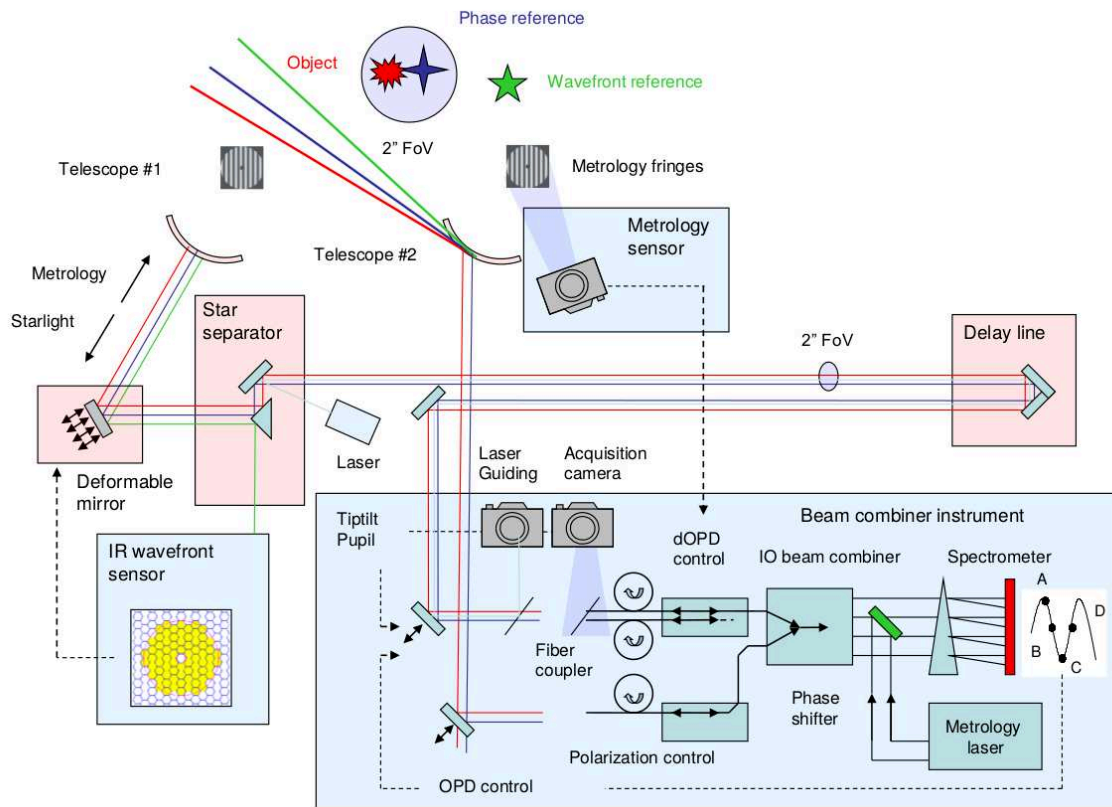 Phase reference
Object
Wavefront reference
2" FoV
Telescope #1
Metrology fringes
Metrology
sensor
Telescope #2
Metrology
Starlight
Star
separator
2" FoV
Delay line
Laser
Deformable
mirror
Laser
Guiding
Acquisition
camera
Tiptilt
Pupil
Beam combiner instrument
dOPD
control
IO beam combiner
Spectrometer
IR wavefront
sensor
A
D
B
C
Fiber
coupler
Phase
shifter
Metrology
laser
Polarization control
OPD control